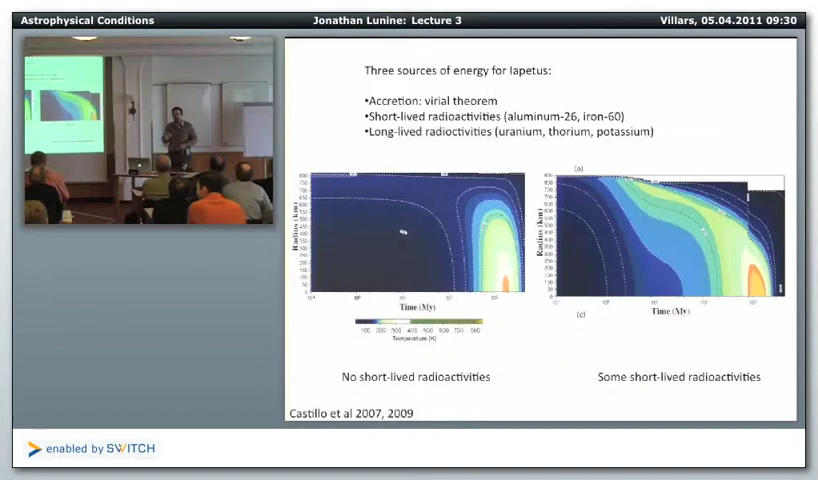 Astrophysical Conditions
Jonathan Lunine: Lecture 3
Villars, 05.04.2011 09:30
Three sources of energy for Iapetus:
•Accretion: virial theorem
•Short-lived radioactivities (aluminum-26, iron-60)
•Long-lived radioctivities (uranium, thorium, potassium)
(a)
Radius (km)
Time (My)
Radius (km)
Time (My)
(c)
Temperature (K)
No short-lived radioactivities
Some short-lived radioactivities
Castillo et al 2007, 2009
enabled by SWITCH